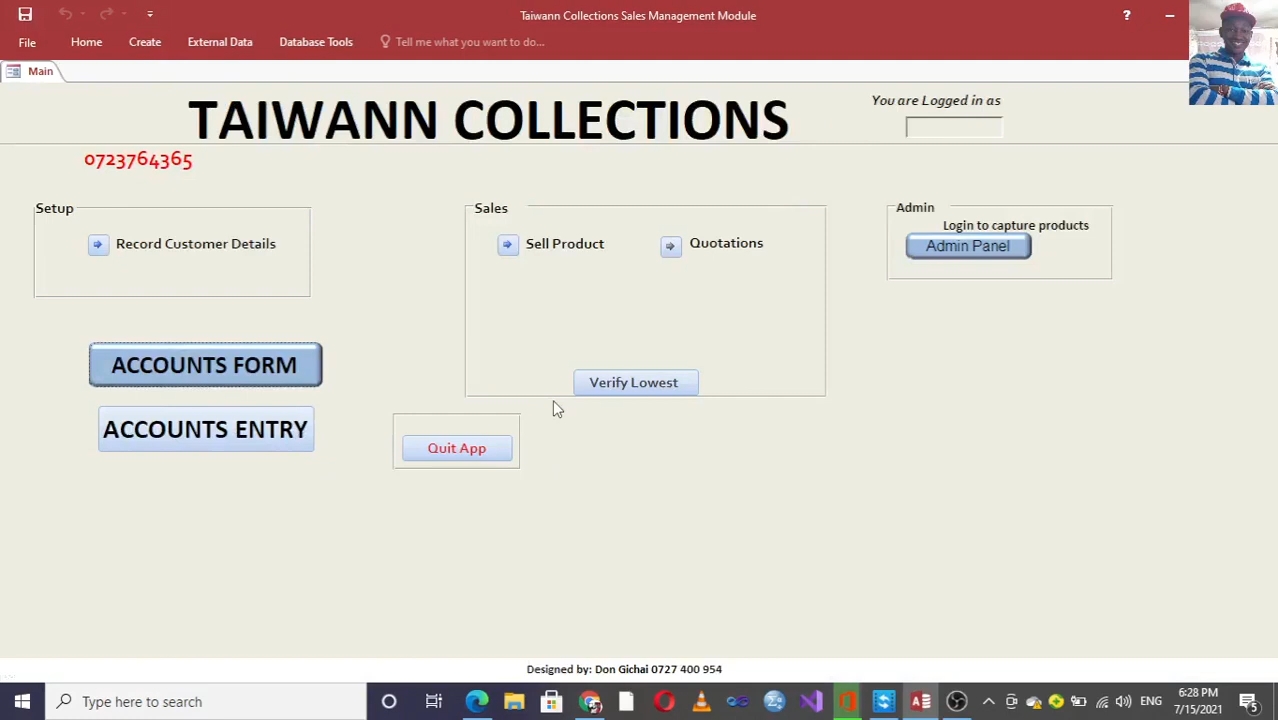 Taiwann Collections Sales Management Module
?
File Home Create External Data Database Tools Tell me what you want to do...
Main
TAIWANN COLLECTIONS
You are Logged in as
0723764365
Setup
Record Customer Details
Sales
Sell Product
Quotations
Admin
Login to capture products
Admin Panel
ACCOUNTS FORM
Verify Lowest
ACCOUNTS ENTRY
Quit App
Designed by: Don Gichai 0727 400 954
Type here to search
ENG
6:28 PM
7/15/2021
5